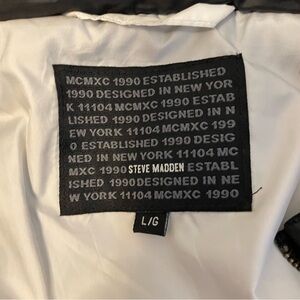 MCMXC 1990 ESTABLISHED
1990 DESIGNED IN NEW YOR
K 11104 MCMXC 1990 ESTAB
LISHED 1990 DESIGNED IN N
EW YORK 11104 MCMXC 199
0 ESTABLISHED 1990 DESIG
NED IN NEW YORK 11104 MC
MXC 1990 STEVE MADDEN ESTABL
ISHED 1990 DESIGNED IN NE
W YORK 11104 MCMXC 1990
L/G